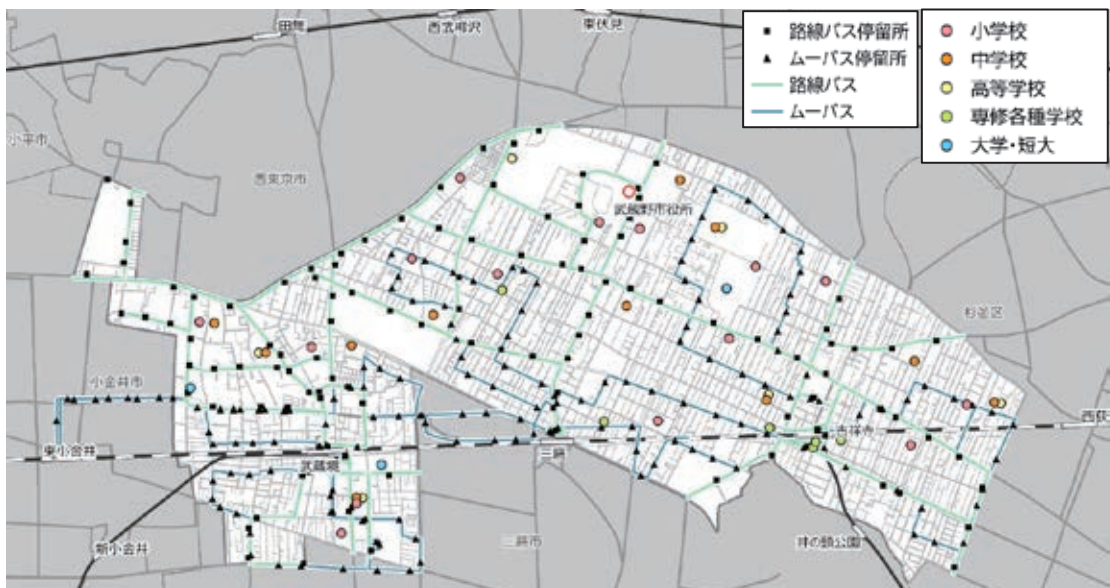 田無
西武柳沢
東伏見
路線バス停留所
ムーバス停留所
路線バス
ムーバス
小学校
中学校
高等学校
専修各種学校
大学・短大
小平市
西東京市
武蔵野市役所
杉並区
小金井市
東小金井
武蔵境
三鷹
吉祥寺
西荻
新小金井
三鷹市
井の頭公園